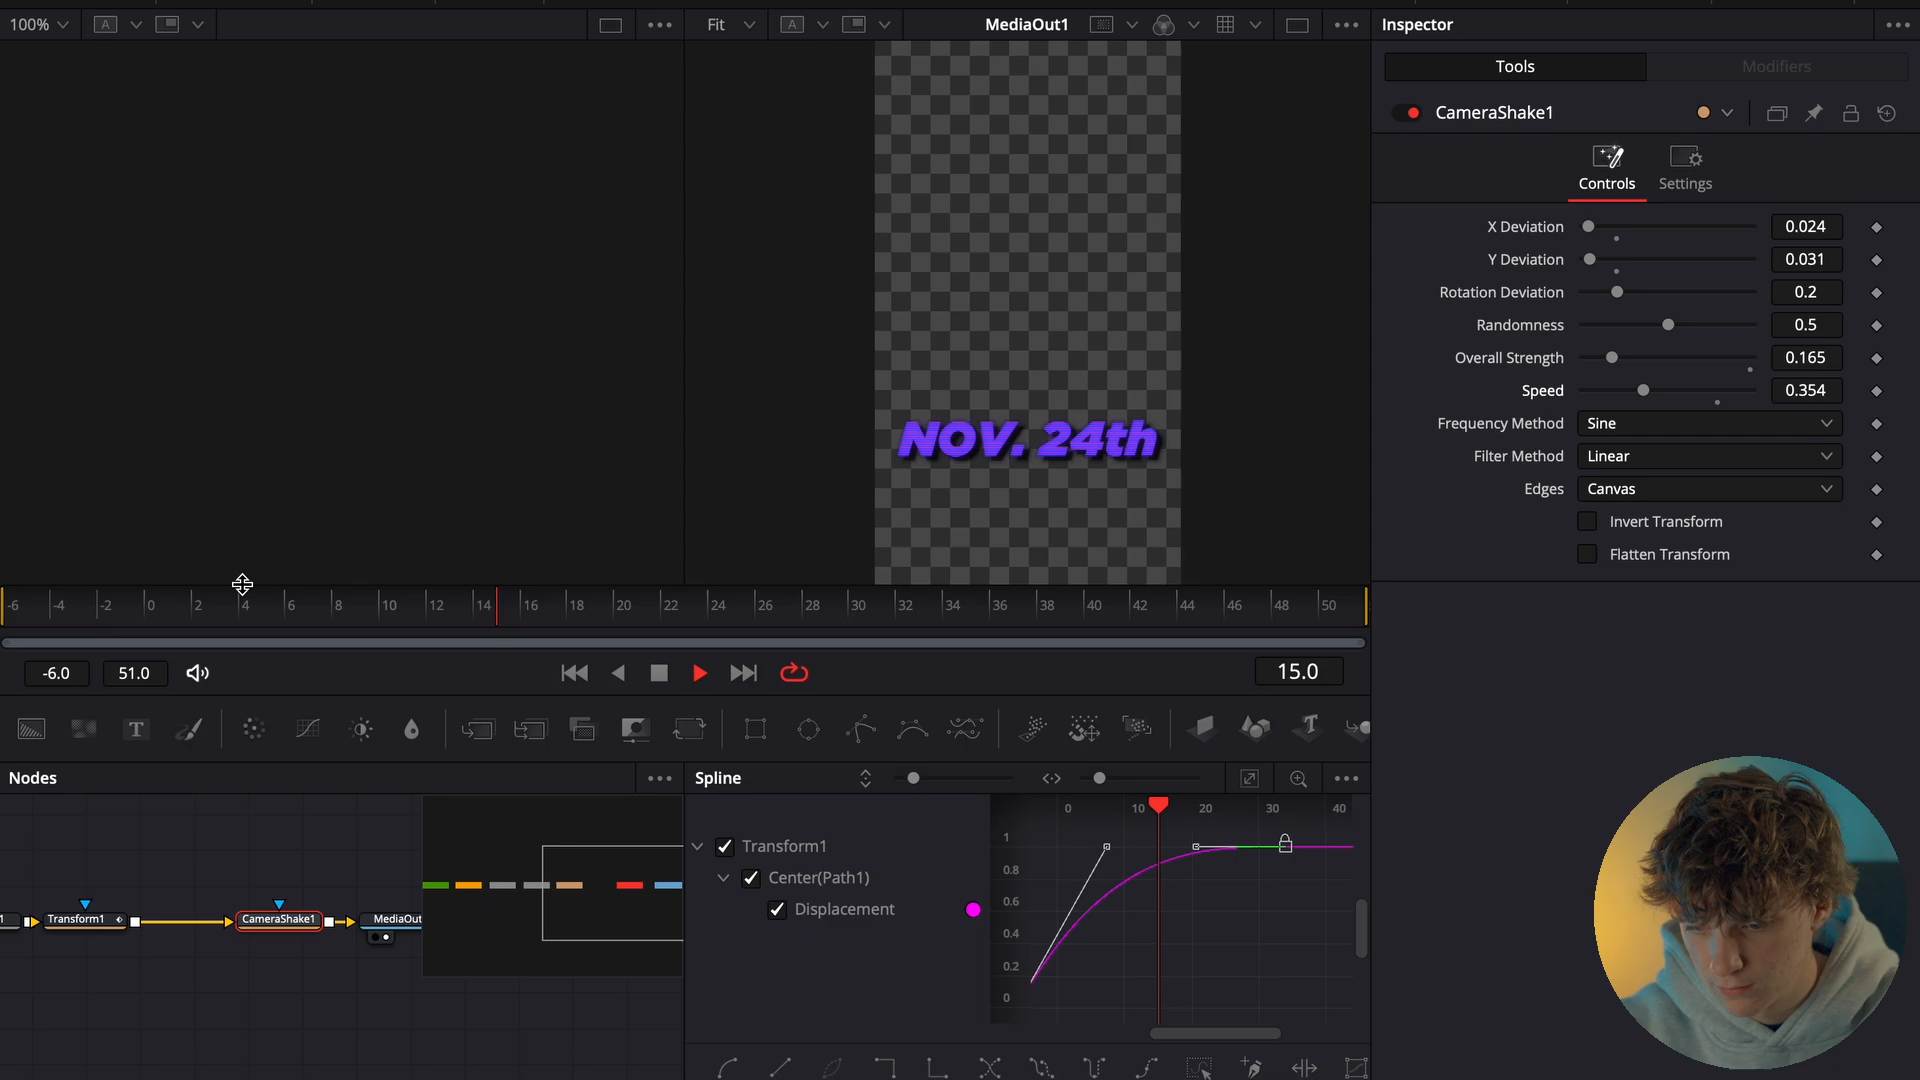 100%
A
Fit
A
MediaOut1
Inspector
Tools
Modifiers
CameraShake1
Controls
Settings
X Deviation 0.024
Y Deviation 0.031
Rotation Deviation 0.2
Randomness 0.5
Overall Strength 0.165
Speed 0.354
Frequency Method Sine
Filter Method Linear
Edges Canvas
Invert Transform
Flatten Transform
NOV. 24th
-6 -4 -2 0 2 4 6 8 10 12 14 16 18 20 22 24 26 28 30 32 34 36 38 40 42 44 46 48 50
-6.0 51.0 15.0
T
T
Nodes
Spline
0 10 20 30 40
Transform1
Center(Path1)
Displacement
1
0.8
0.6
0.4
0.2
0
1 Transform1 CameraShake1 MediaOut